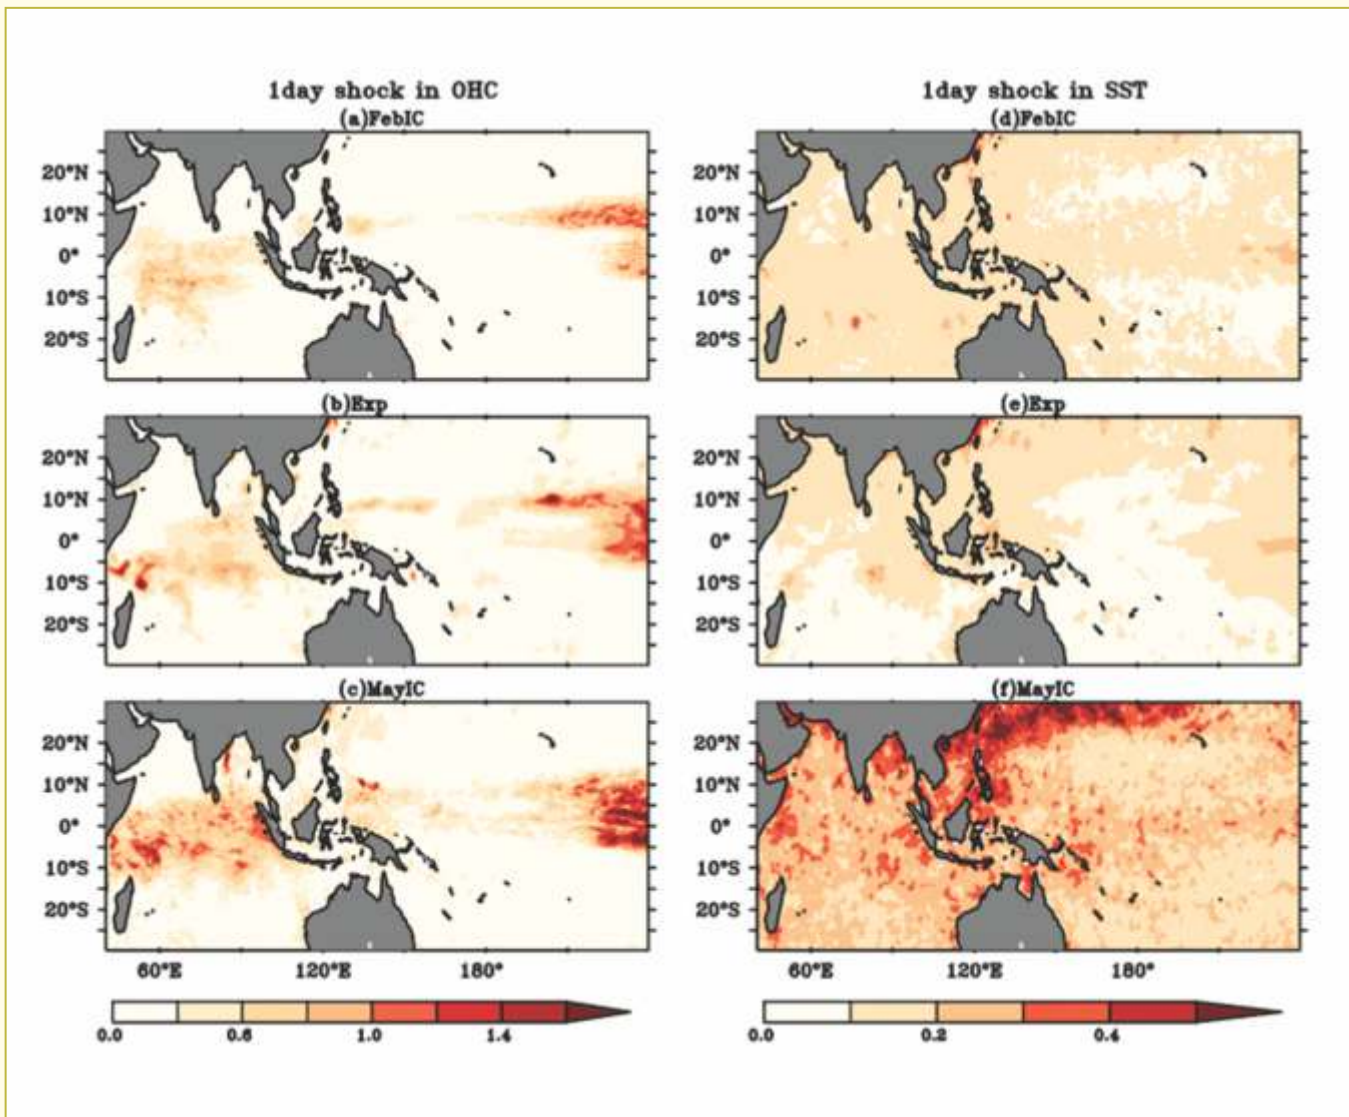 1day shock in OHC
(a)FebIC
20°N
10°N
0°
10°S
20°S
(b)Exp
20°N
10°N
0°
10°S
20°S
(c)MayIC
20°N
10°N
0°
10°S
20°S
60°E 120°E 180°
0.0 0.6 1.0 1.4
1day shock in SST
(d)FebIC
20°N
10°N
0°
10°S
20°S
(e)Exp
20°N
10°N
0°
10°S
20°S
(f)MayIC
20°N
10°N
0°
10°S
20°S
60°E 120°E 180°
0.0 0.2 0.4